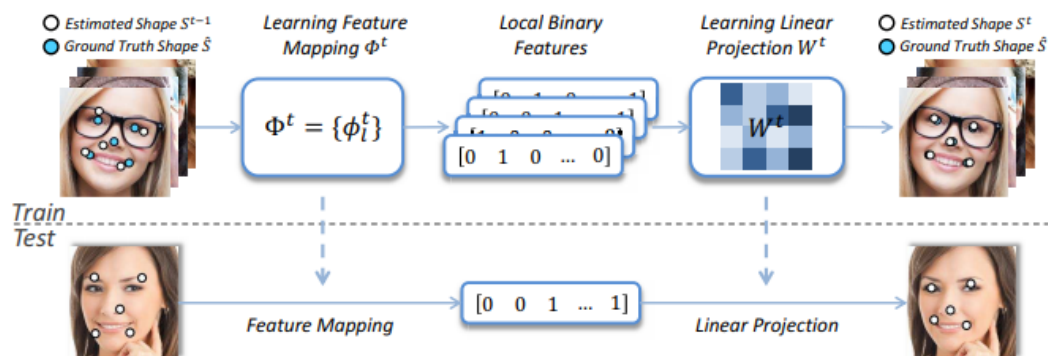 Estimated Shape S^{t-1}
Ground Truth Shape Ŝ
Learning Feature
Mapping Φ^t
Local Binary
Features
Learning Linear
Projection W^t
Estimated Shape S^t
Ground Truth Shape Ŝ
Φ^t = {ϕ_l^t}
[0 1 0 ... 0]
W^t
Train
Test
[0 0 1 ... 1]
Feature Mapping
Linear Projection